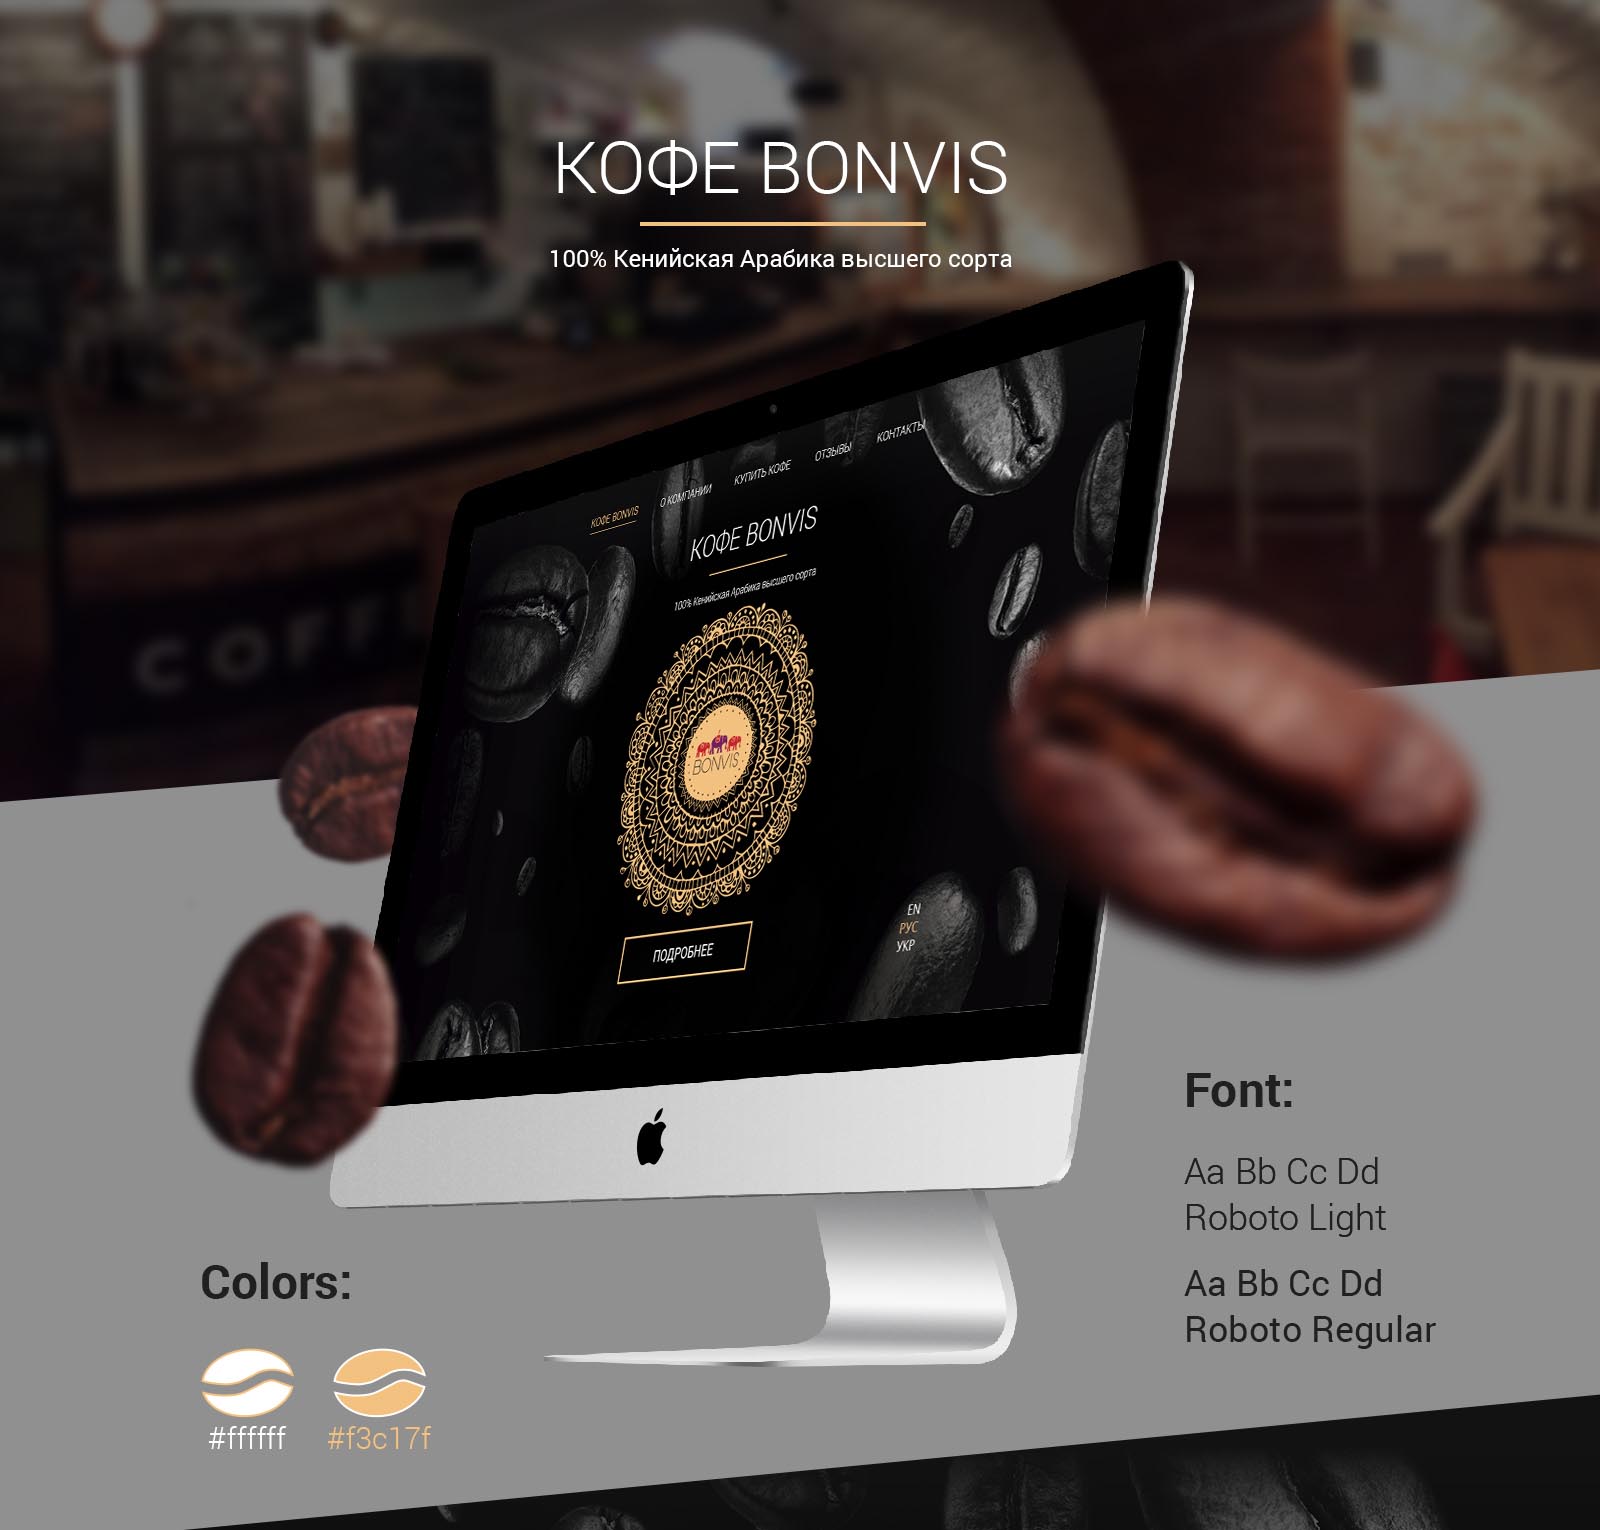 КОФЕ BONVIS
100% Кенийская Арабика высшего сорта
КОФЕ BONVIS
О КОМПАНИИ
КУПИТЬ КОФЕ
ОТЗЫВЫ
КОНТАКТЫ
КОФЕ BONVIS
100% Кенийская Арабика высшего сорта
BONVIS
ПОДРОБНЕЕ
EN
РУС
УКР
COFF
Font:
Aa Bb Cc Dd
Roboto Light
Aa Bb Cc Dd
Roboto Regular
Colors:
#ffffff
#f3c17f